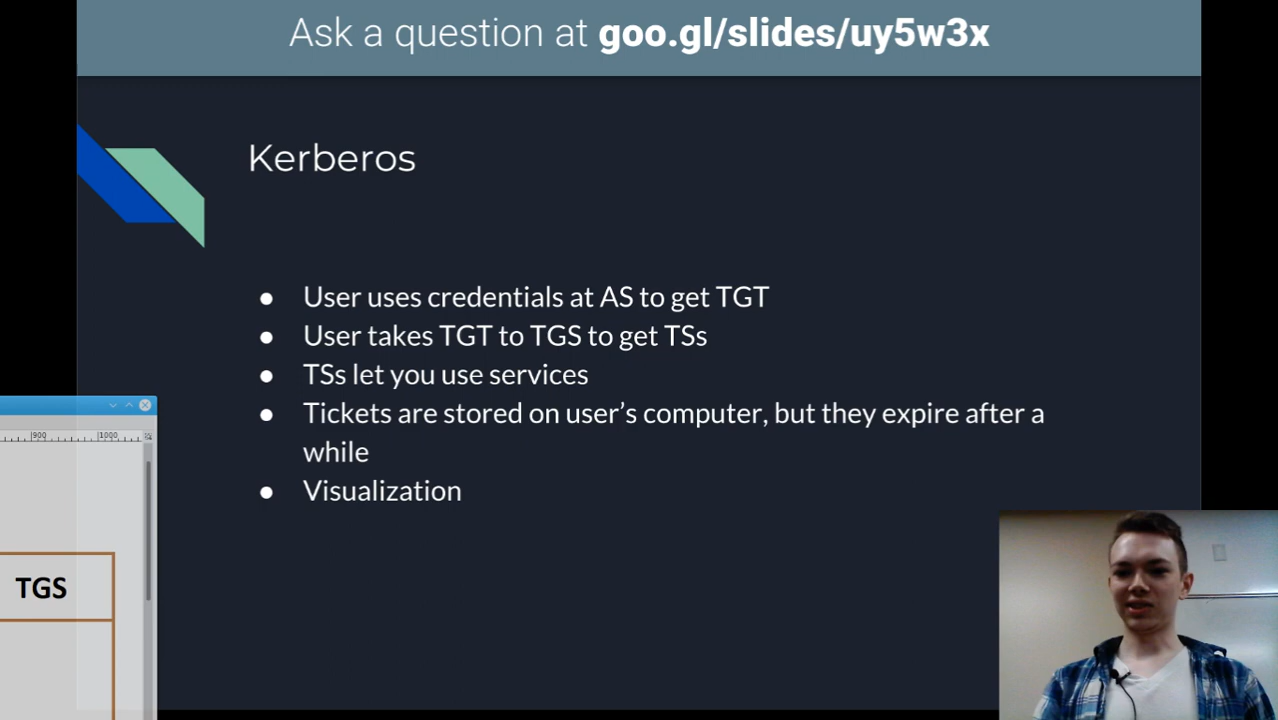 Ask a question at goo.gl/slides/uy5w3x
Kerberos
● User uses credentials at AS to get TGT
● User takes TGT to TGS to get TSs
● TSs let you use services
● Tickets are stored on user's computer, but they expire after a
while
● Visualization
900 1000
TGS